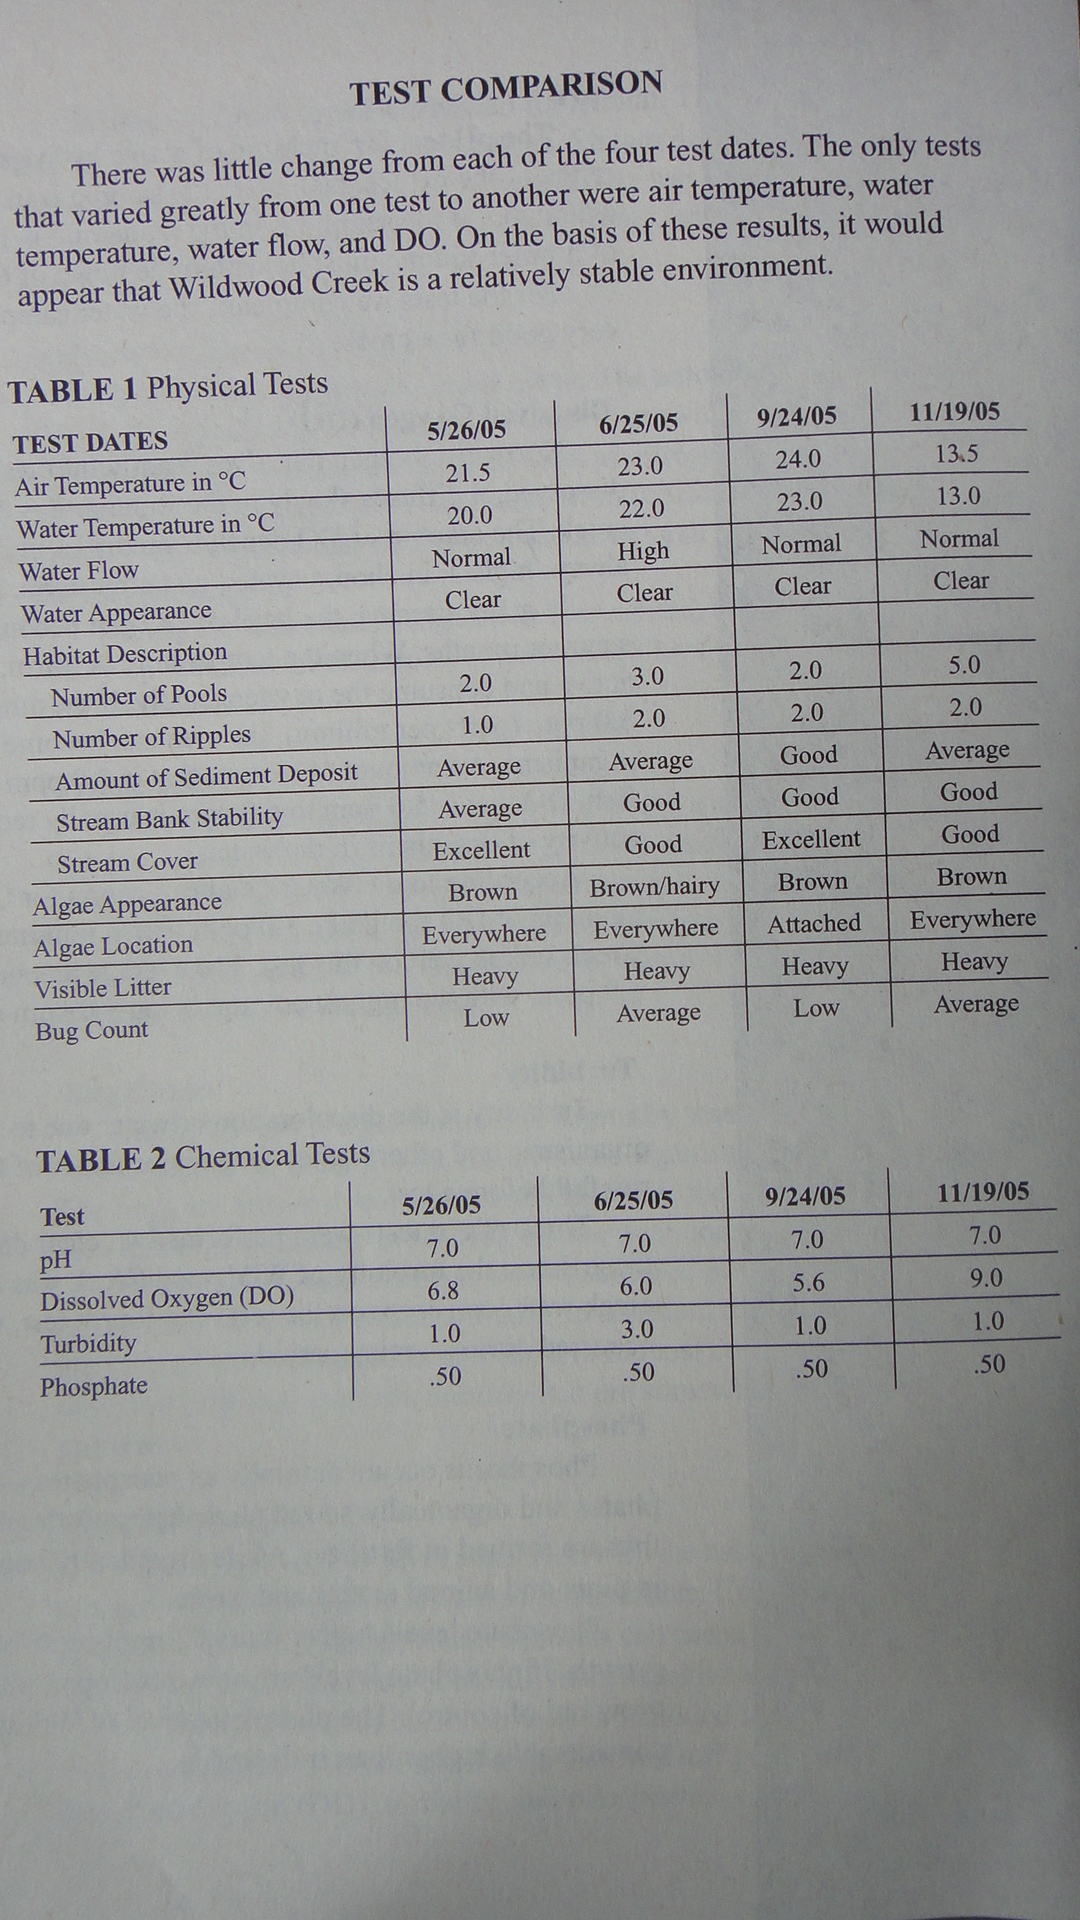 TEST COMPARISON
There was little change from each of the four test dates. The only tests
that varied greatly from one test to another were air temperature, water
temperature, water flow, and DO. On the basis of these results, it would
appear that Wildwood Creek is a relatively stable environment.
TABLE 1 Physical Tests
TEST DATES 5/26/05 6/25/05 9/24/05 11/19/05
Air Temperature in °C 21.5 23.0 24.0 13.5
Water Temperature in °C 20.0 22.0 23.0 13.0
Water Flow Normal High Normal Normal
Water Appearance Clear Clear Clear Clear
Habitat Description
Number of Pools 2.0 3.0 2.0 5.0
Number of Ripples 1.0 2.0 2.0 2.0
Amount of Sediment Deposit Average Average Good Average
Stream Bank Stability Average Good Good Good
Stream Cover Excellent Good Excellent Good
Algae Appearance Brown Brown/hairy Brown Brown
Algae Location Everywhere Everywhere Attached Everywhere
Visible Litter Heavy Heavy Heavy Heavy
Bug Count Low Average Low Average
TABLE 2 Chemical Tests
Test 5/26/05 6/25/05 9/24/05 11/19/05
pH 7.0 7.0 7.0 7.0
Dissolved Oxygen (DO) 6.8 6.0 5.6 9.0
Turbidity 1.0 3.0 1.0 1.0
Phosphate .50 .50 .50 .50